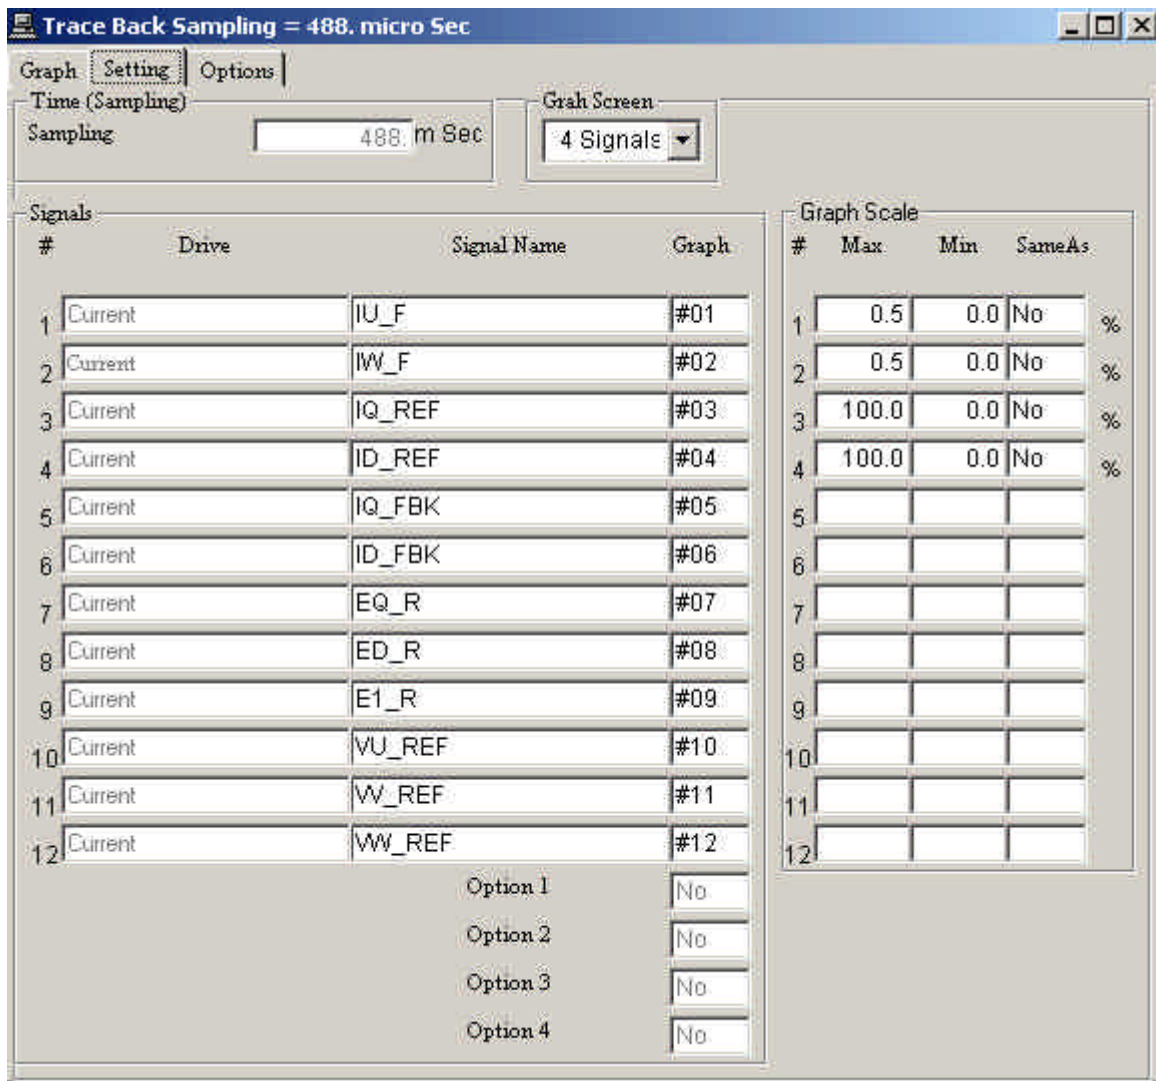 Trace Back Sampling = 488. micro Sec
Graph Setting Options
Time (Sampling) Grah Screen
Sampling 488. m Sec 4 Signals
Signals Graph Scale
# Drive Signal Name Graph # Max Min SameAs
1 Current IU_F #01 1 0.5 0.0 No %
2 Current IW_F #02 2 0.5 0.0 No %
3 Current IQ_REF #03 3 100.0 0.0 No %
4 Current ID_REF #04 4 100.0 0.0 No %
5 Current IQ_FBK #05 5
6 Current ID_FBK #06 6
7 Current EQ_R #07 7
8 Current ED_R #08 8
9 Current E1_R #09 9
10 Current VU_REF #10 10
11 Current VV_REF #11 11
12 Current VW_REF #12 12
Option 1 No
Option 2 No
Option 3 No
Option 4 No